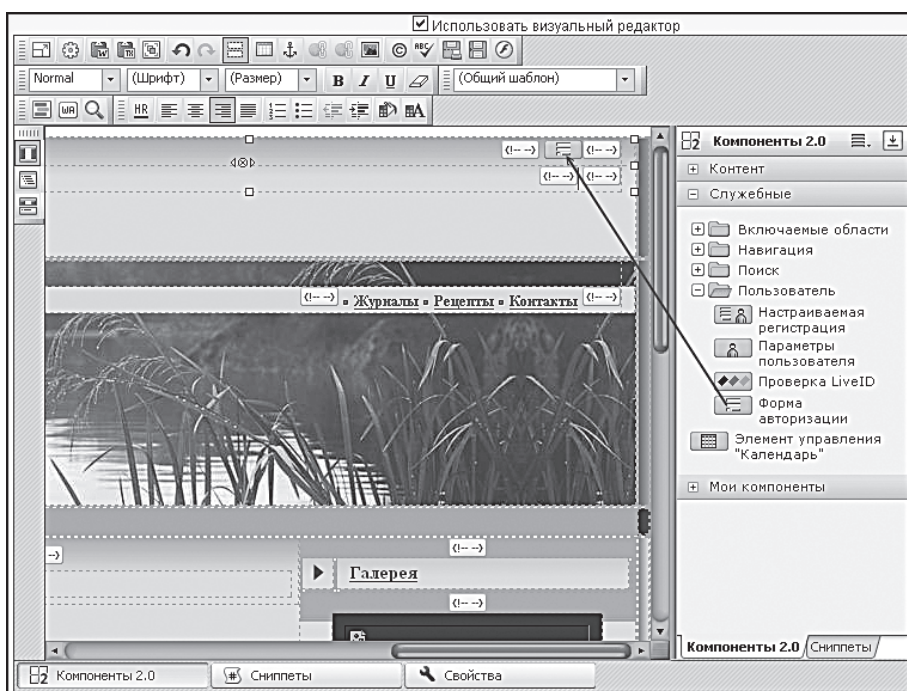 Использовать визуальный редактор
Normal (Шрифт) (Размер) B I U (Общий шаблон)
HR
Компоненты 2.0
Контент
Служебные
Включаемые области
Навигация
Поиск
Пользователь
Настраиваемая
регистрация
Параметры
пользователя
Проверка LiveID
Форма
авторизации
Элемент управления
"Календарь"
Мои компоненты
Журналы Рецепты Контакты
Галерея
Компоненты 2.0 Сниппеты
Компоненты 2.0 Сниппеты Свойства